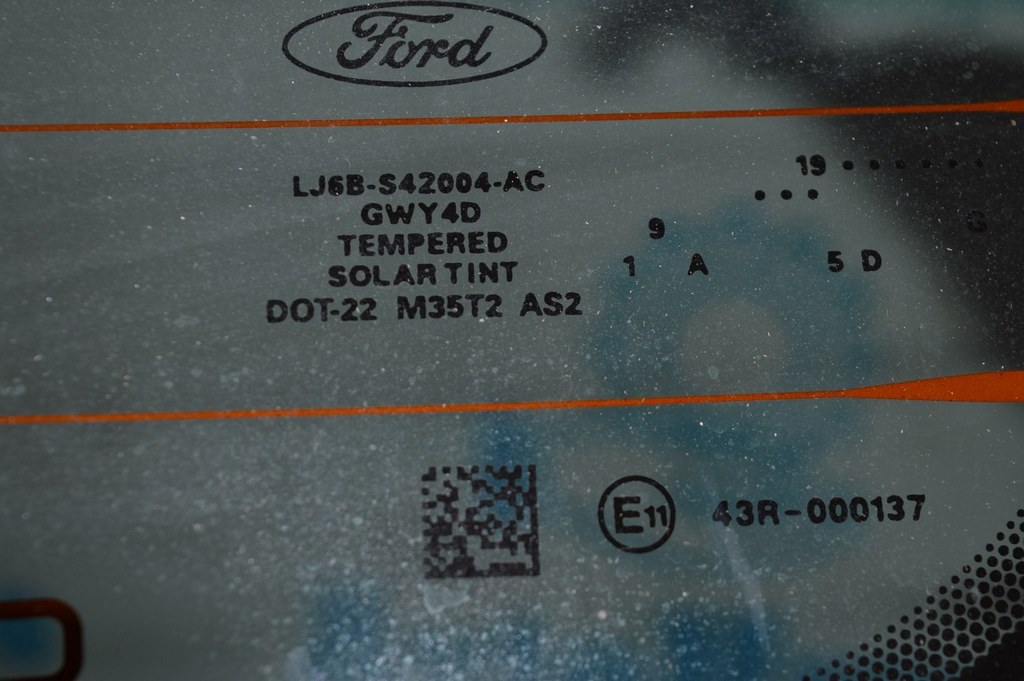 Ford
LJ6B-S42004-AC
GWY4D
TEMPERED
SOLAR TINT
DOT-22 M35T2 AS2
19 • • • • • •
• • •
9
1 A 5 D
E11 43R-000137